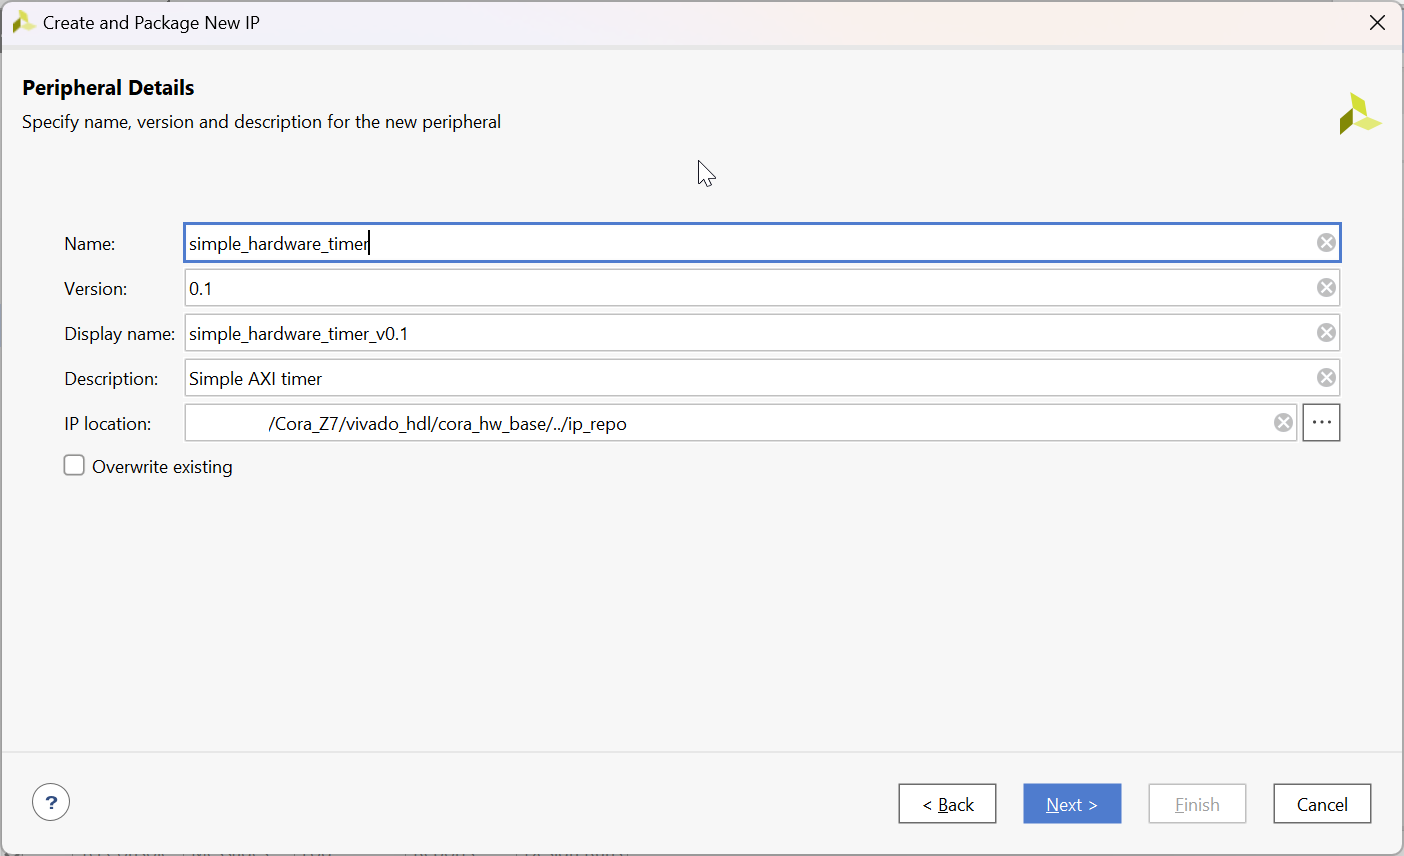 Create and Package New IP
Peripheral Details
Specify name, version and description for the new peripheral
Name: simple_hardware_timer
Version: 0.1
Display name: simple_hardware_timer_v0.1
Description: Simple AXI timer
IP location: /Cora_Z7/vivado_hdl/cora_hw_base/../ip_repo
...
Overwrite existing
? < Back Next > Finish Cancel